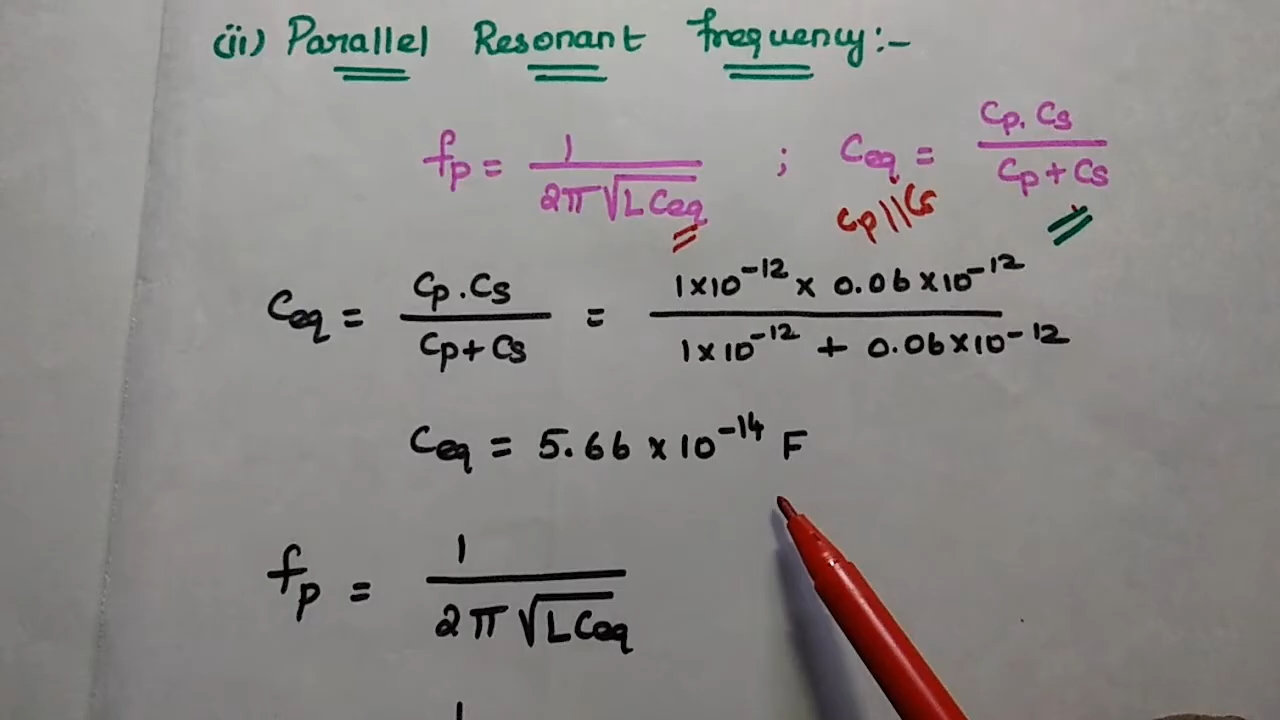 (ii) Parallel Resonant frequency:-
fp = 1 / 2π√LCeq ; Ceq = Cp.Cs / Cp+Cs
Cp||Cs
Ceq = Cp.Cs / Cp+Cs = 1×10⁻¹² × 0.06×10⁻¹² / 1×10⁻¹² + 0.06×10⁻¹²
Ceq = 5.66 ×10⁻¹⁴ F
fp = 1 / 2π√LCeq
1